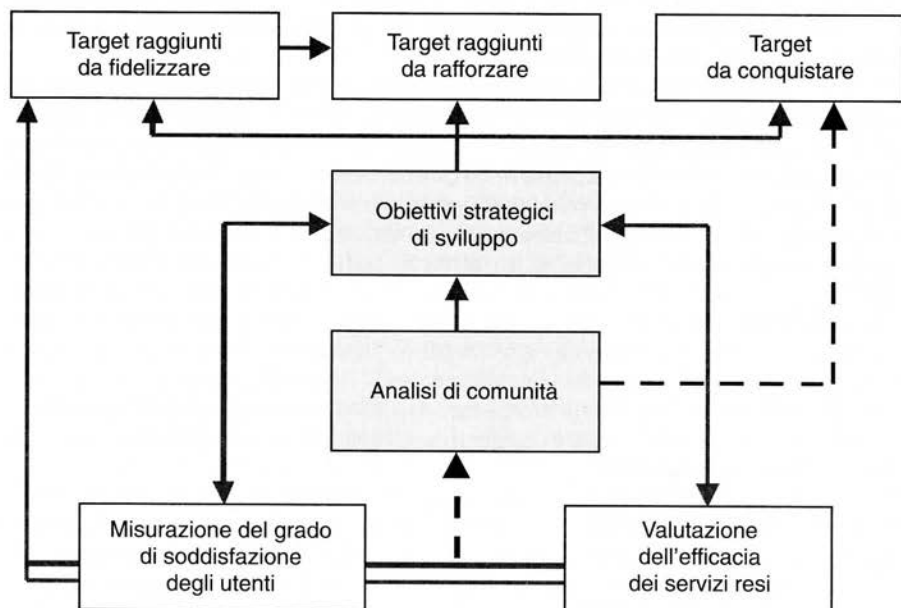 Target raggiunti
da fidelizzare
Target raggiunti
da rafforzare
Target
da conquistare
Obiettivi strategici
di sviluppo
Analisi di comunità
Misurazione del grado
di soddisfazione
degli utenti
Valutazione
dell'efficacia
dei servizi resi